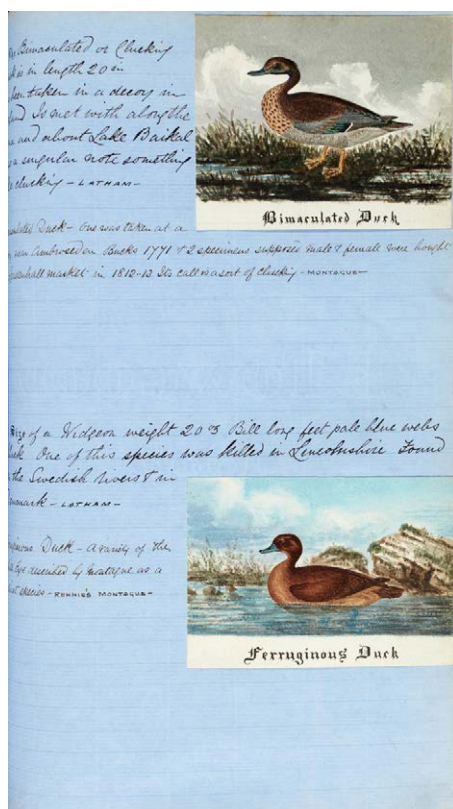 Bimaculated or Clucking
is in length 20 in
been taken in a decoy in
Is met with along the
and about Lake Baikal
a singular note something
clucking - LATHAM -
Bimaculated Duck
Duck - One was taken at a
Bucks 1771 & 2 specimens supposed male & female were bought
market in 1812-13 Its call is a sort of clucking - MONTAGUE -
Size of a Widgeon weight 20 oz Bill long feet pale blue webs
One of this species was killed in Lincolnshire Found
the Swedish rivers & in
- LATHAM -
Duck - A variety of the
described by Montague as a
species - RENNIE'S MONTAGUE -
Ferruginous Duck